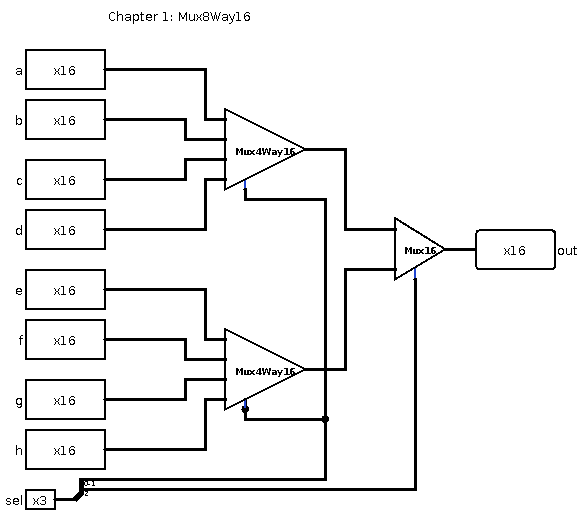 Chapter 1: Mux8Way16
a x16
b x16
c x16
d x16
Mux4Way16
Mux16
x16 out
e x16
f x16
g x16
h x16
Mux4Way16
sel x3
0-1
2